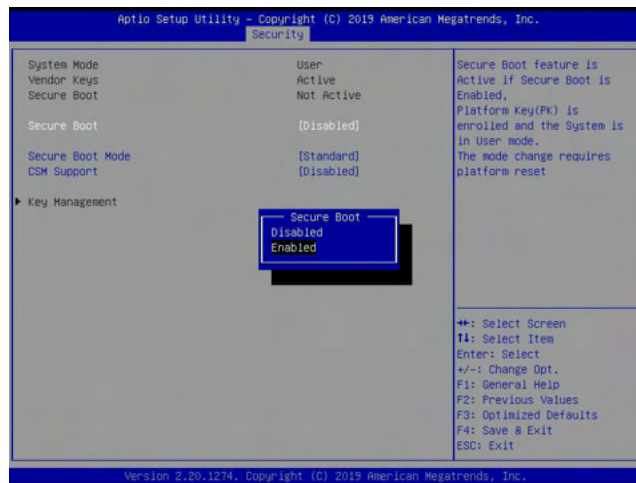 Aptio Setup Utility – Copyright (C) 2019 American Megatrends, Inc.
Security
System Mode User
Vendor Keys Active
Secure Boot Not Active
Secure Boot [Disabled]
Secure Boot Mode [Standard]
CSM Support [Disabled]
Key Management
Secure Boot
Disabled
Enabled
Secure Boot feature is
Active if Secure Boot is
Enabled,
Platform Key(PK) is
enrolled and the System is
in User mode.
The mode change requires
platform reset
→←: Select Screen
↑↓: Select Item
Enter: Select
+/-: Change Opt.
F1: General Help
F2: Previous Values
F3: Optimized Defaults
F4: Save & Exit
ESC: Exit
Version 2.20.1274. Copyright (C) 2019 American Megatrends, Inc.